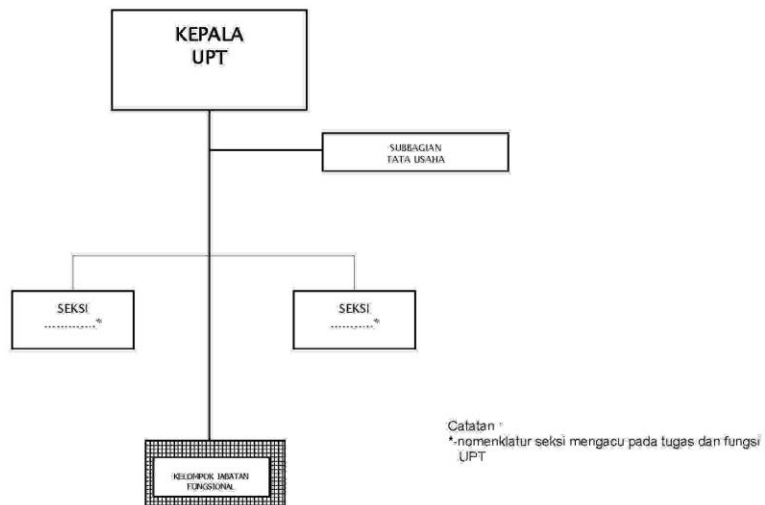 KEPALA
UPT
SUBBAGIAN
TATA USAHA
SEKSI
............*
SEKSI
............*
KELOMPOK JABATAN
FUNGSIONAL
Catatan :
*-nomenklatur seksi mengacu pada tugas dan fungsi
UPT